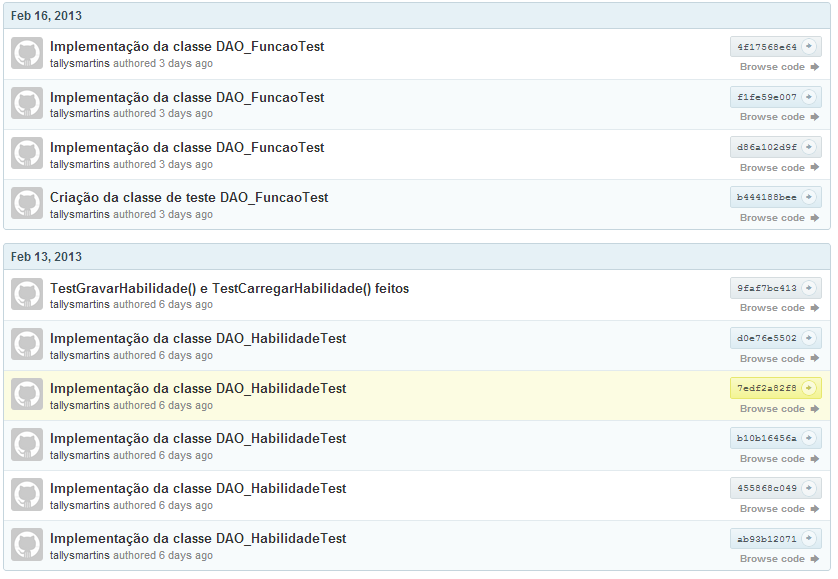 Feb 16, 2013
Implementação da classe DAO_FuncaoTest
4f17568e64
tallysmartins authored 3 days ago
Browse code
Implementação da classe DAO_FuncaoTest
f1fe59e007
tallysmartins authored 3 days ago
Browse code
Implementação da classe DAO_FuncaoTest
d86a102d9f
tallysmartins authored 3 days ago
Browse code
Criação da classe de teste DAO_FuncaoTest
b444188bee
tallysmartins authored 3 days ago
Browse code
Feb 13, 2013
TestGravarHabilidade() e TestCarregarHabilidade() feitos
9faf7bc413
tallysmartins authored 6 days ago
Browse code
Implementação da classe DAO_HabilidadeTest
d0e76e5502
tallysmartins authored 6 days ago
Browse code
Implementação da classe DAO_HabilidadeTest
7edf2a82f8
tallysmartins authored 6 days ago
Browse code
Implementação da classe DAO_HabilidadeTest
b10b16456a
tallysmartins authored 6 days ago
Browse code
Implementação da classe DAO_HabilidadeTest
455868c049
tallysmartins authored 6 days ago
Browse code
Implementação da classe DAO_HabilidadeTest
ab93b12071
tallysmartins authored 6 days ago
Browse code